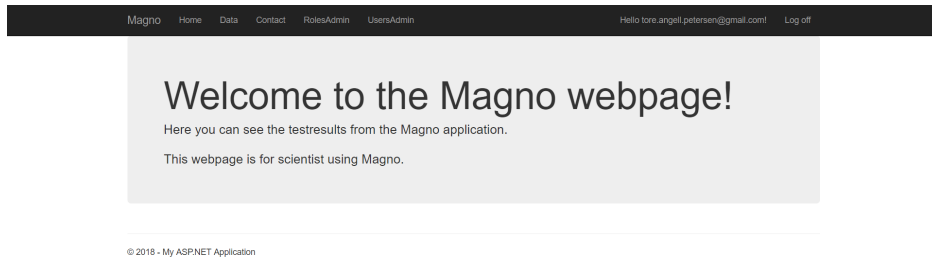 Magno Home Data Contact RolesAdmin UsersAdmin Hello tore.angell.petersen@gmail.com! Log off
Welcome to the Magno webpage!
Here you can see the testresults from the Magno application.
This webpage is for scientist using Magno.
© 2018 - My ASP.NET Application